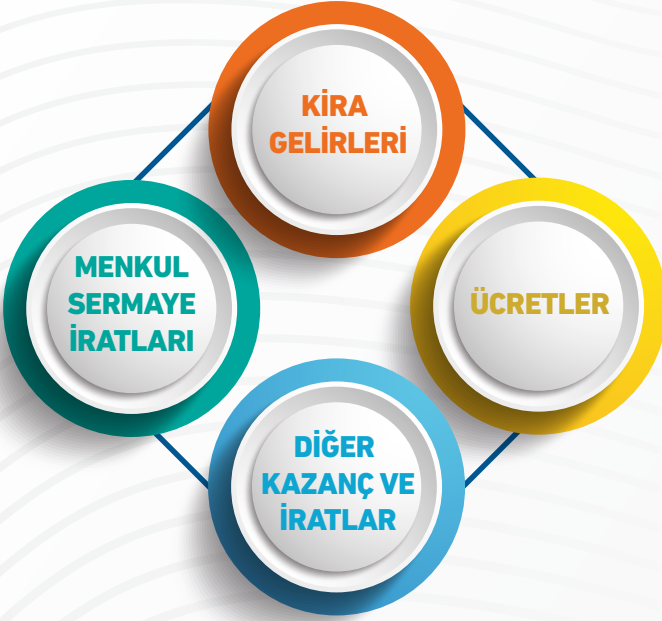 KİRA
GELİRLERİ
MENKUL
SERMAYE
İRATLARI
ÜCRETLER
DİĞER
KAZANÇ VE
İRATLAR